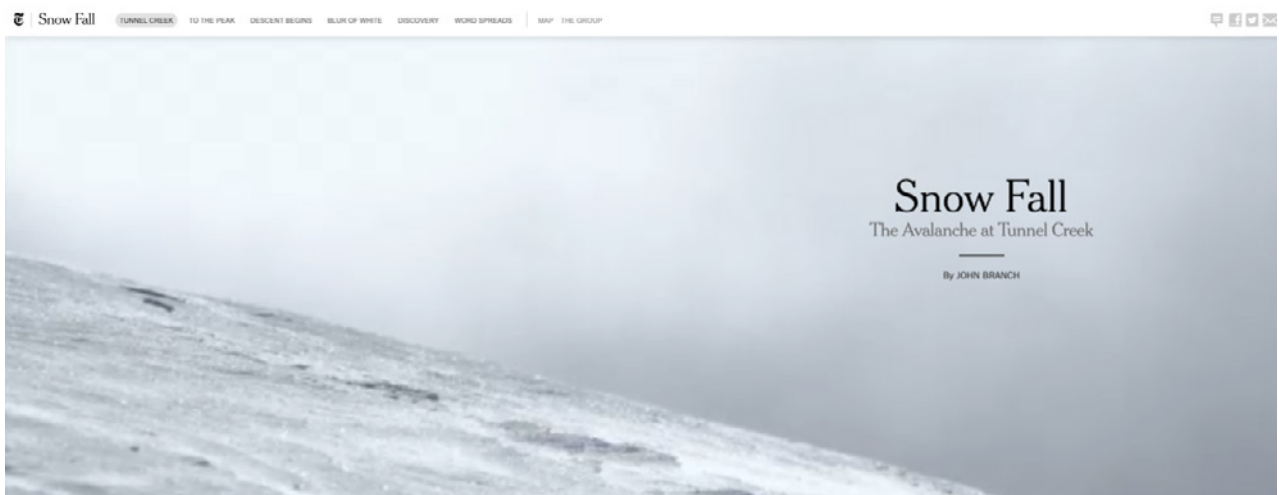 Snow Fall TUNNEL CREEK TO THE PEAK DESCENT BEGINS BLUR OF WHITE DISCOVERY WORD SPREADS MAP THE GROUP
Snow Fall
The Avalanche at Tunnel Creek
By JOHN BRANCH